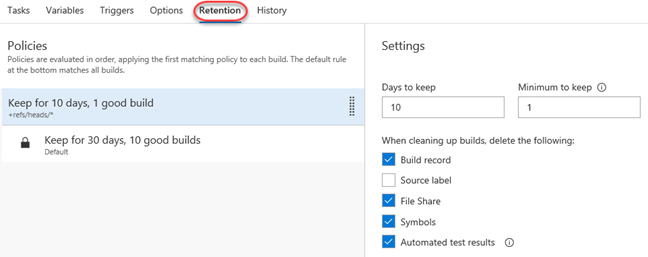 Tasks Variables Triggers Options Retention History
Policies
Policies are evaluated in order, applying the first matching policy to each build. The default rule
at the bottom matches all builds.
Keep for 10 days, 1 good build
+refs/heads/*
Keep for 30 days, 10 good builds
Default
Settings
Days to keep Minimum to keep
10 1
When cleaning up builds, delete the following:
Build record
Source label
File Share
Symbols
Automated test results